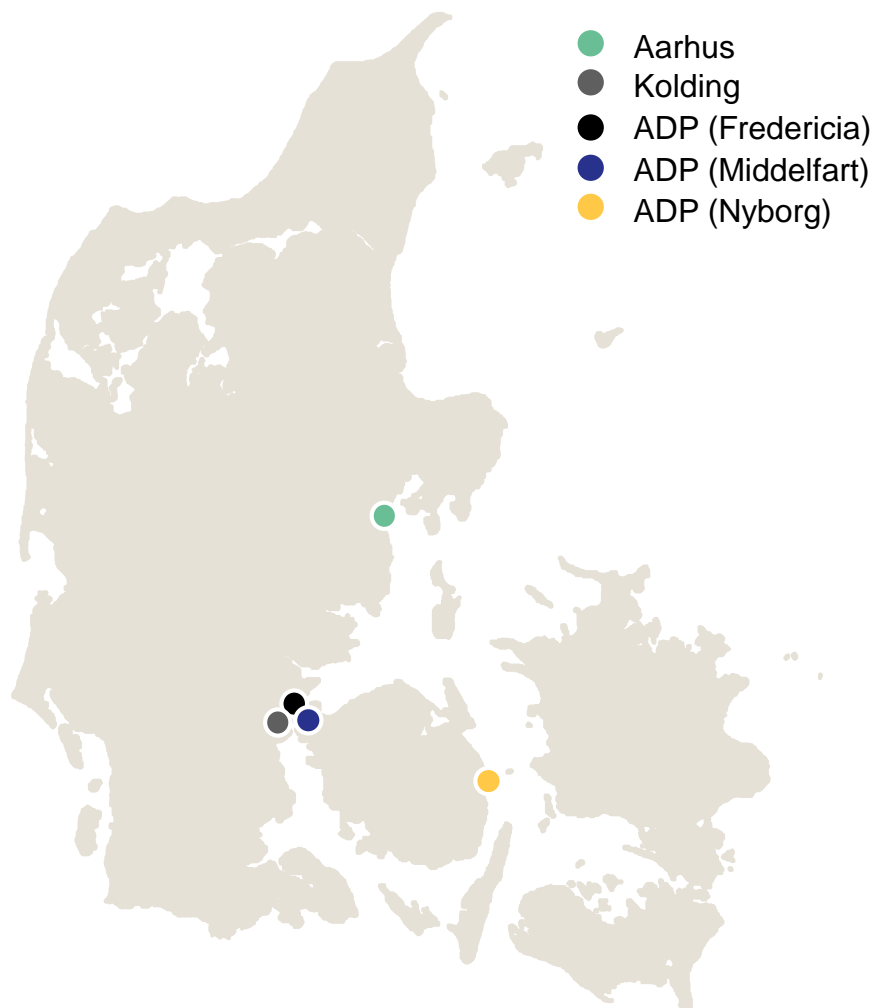 Aarhus
Kolding
ADP (Fredericia)
ADP (Middelfart)
ADP (Nyborg)